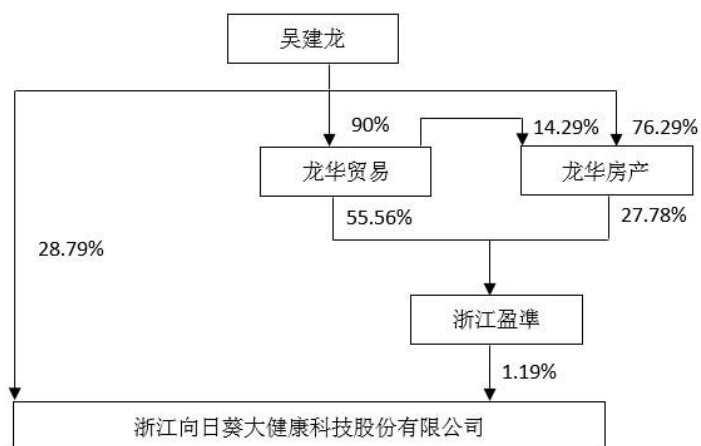 吴建龙
90%
14.29%
76.29%
龙华贸易
龙华房产
55.56%
27.78%
28.79%
浙江盈準
1.19%
浙江向日葵大健康科技股份有限公司